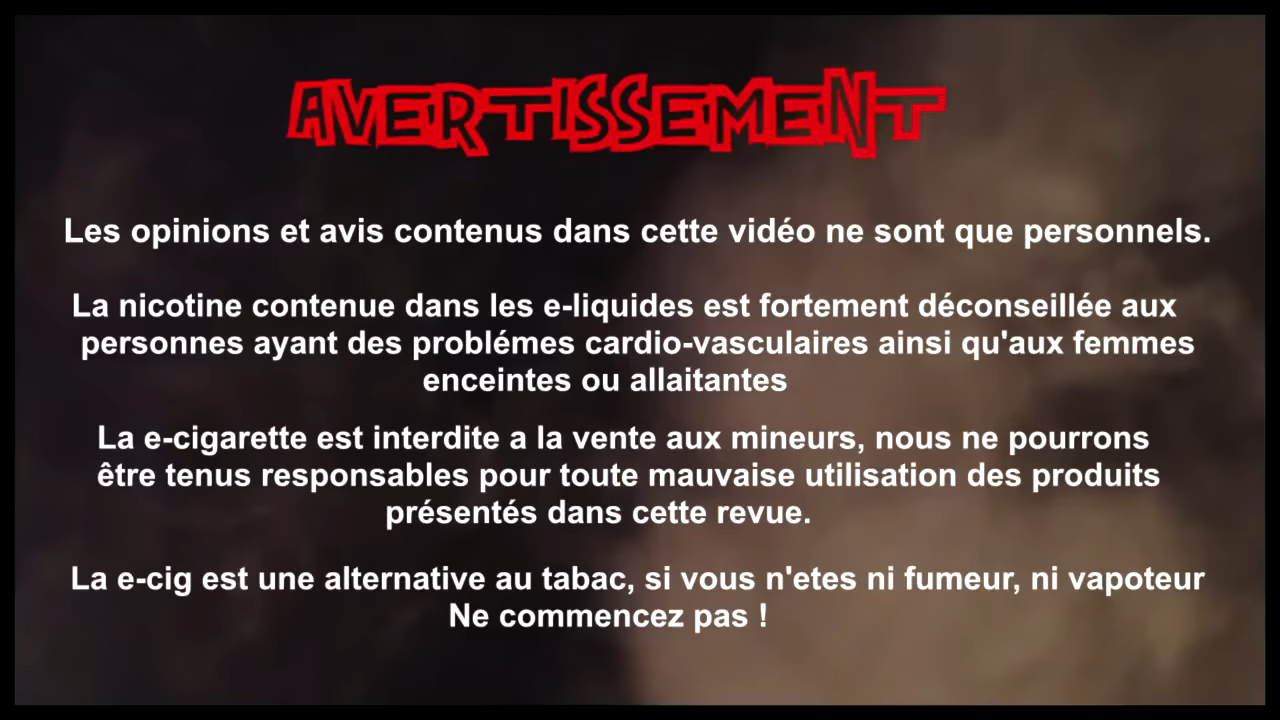 AVERTISSEMENT
Les opinions et avis contenus dans cette vidéo ne sont que personnels.
La nicotine contenue dans les e-liquides est fortement déconseillée aux
personnes ayant des problémes cardio-vasculaires ainsi qu'aux femmes
enceintes ou allaitantes
La e-cigarette est interdite a la vente aux mineurs, nous ne pourrons
être tenus responsables pour toute mauvaise utilisation des produits
présentés dans cette revue.
La e-cig est une alternative au tabac, si vous n'etes ni fumeur, ni vapoteur
Ne commencez pas !